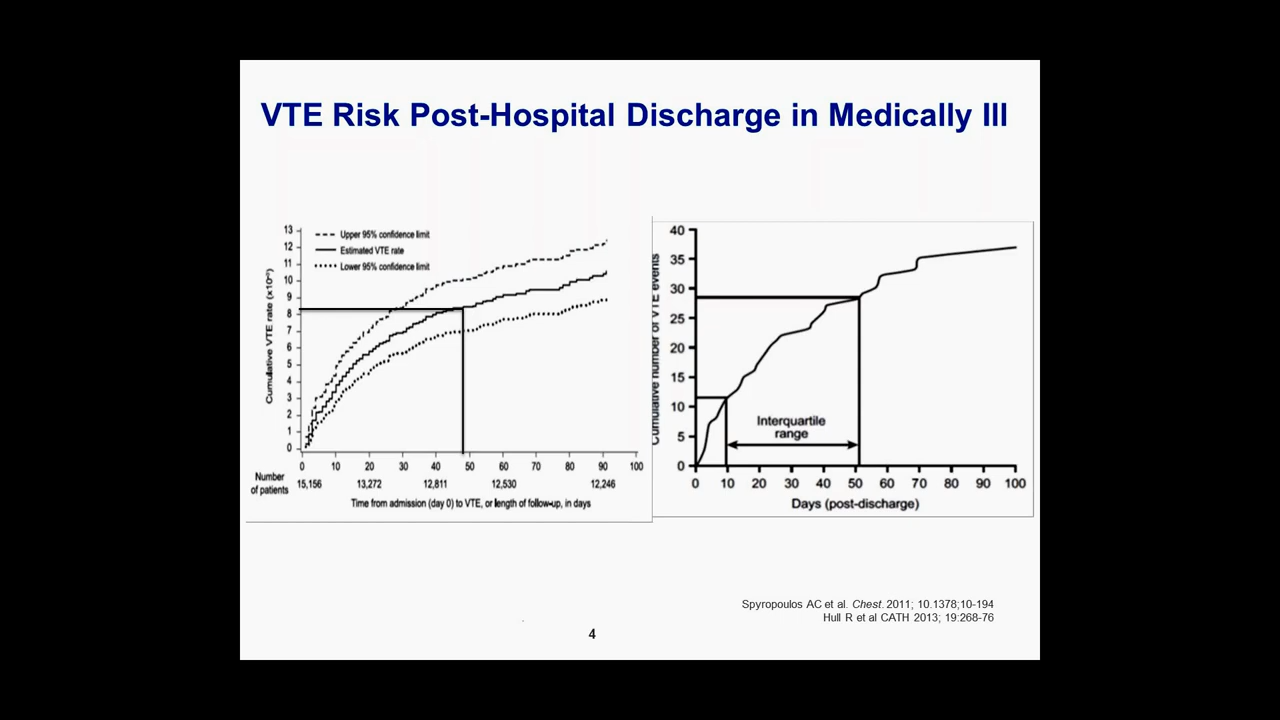 VTE Risk Post-Hospital Discharge in Medically Ill
13
12
11
10
9
8
7
6
5
4
3
2
1
0
Cumulative VTE rate
Upper 95% confidence limit
Estimated VTE rate
Lower 95% confidence limit
0 10 20 30 40 50 60 70 80 90 100
Number
of patients
15,156 13,272 12,811 12,530 12,246
Time from admission (day 0) to VTE, or length of follow-up, in days
40
35
30
25
20
15
10
5
0
Cumulative number of VTE events
Interquartile
range
0 10 20 30 40 50 60 70 80 90 100
Days (post-discharge)
Spyropoulos AC et al. Chest. 2011; 10.1378;10-194
Hull R et al CATH 2013; 19:268-76
4